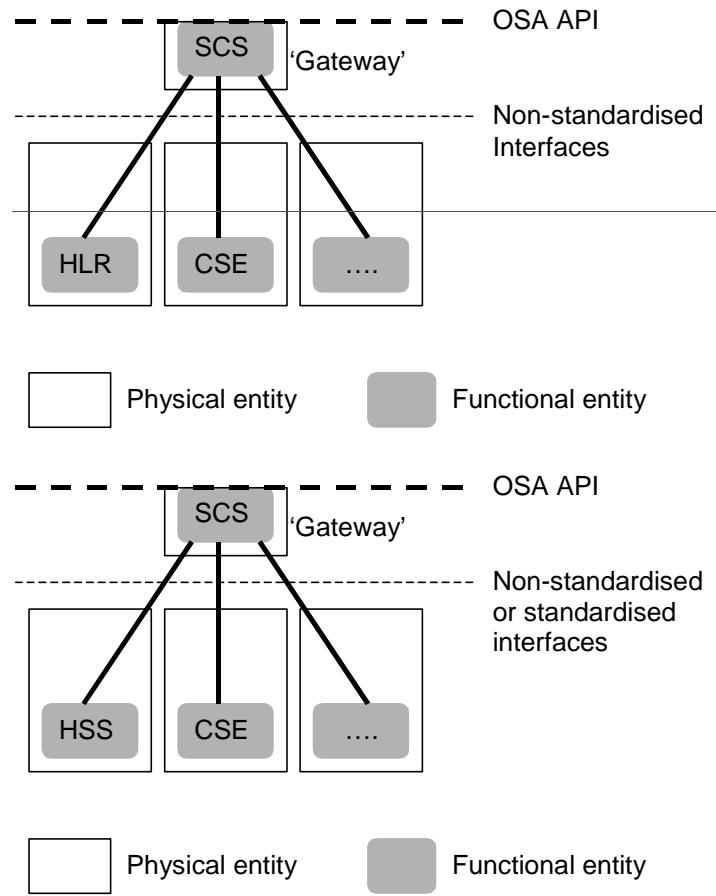 OSA API
SCS
‘Gateway’
Non-standardised
Interfaces
HLR
CSE
….
Physical entity
Functional entity
OSA API
SCS
‘Gateway’
Non-standardised
or standardised
interfaces
HSS
CSE
….
Physical entity
Functional entity